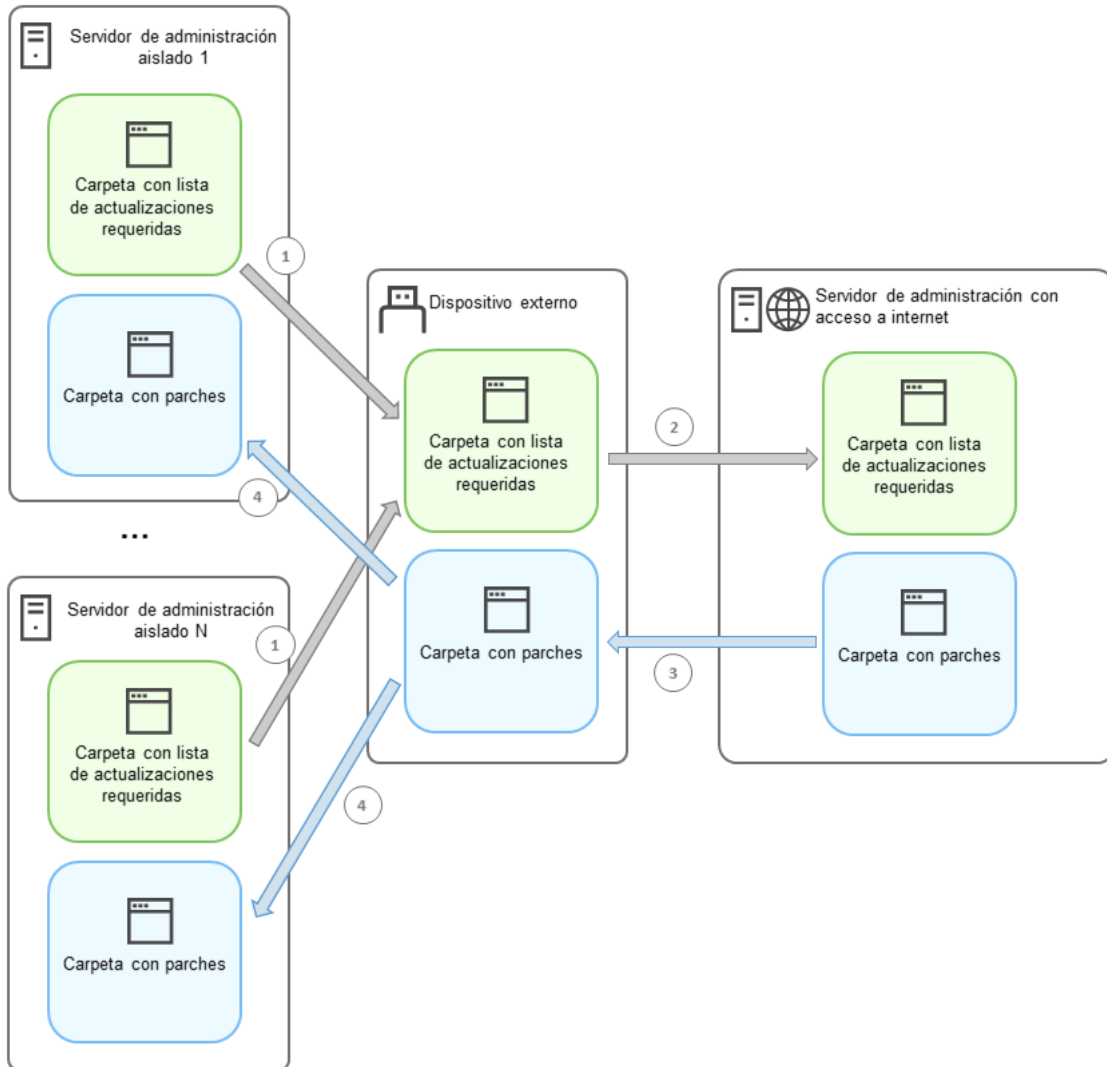 Servidor de administración
aislado 1
Carpeta con lista
de actualizaciones
requeridas
1
Carpeta con parches
4
...
Servidor de administración
aislado N
1
Carpeta con lista
de actualizaciones
requeridas
4
Carpeta con parches
Dispositivo externo
Carpeta con lista
de actualizaciones
requeridas
2
Carpeta con parches
3
Servidor de administración con
acceso a internet
Carpeta con lista
de actualizaciones
requeridas
Carpeta con parches